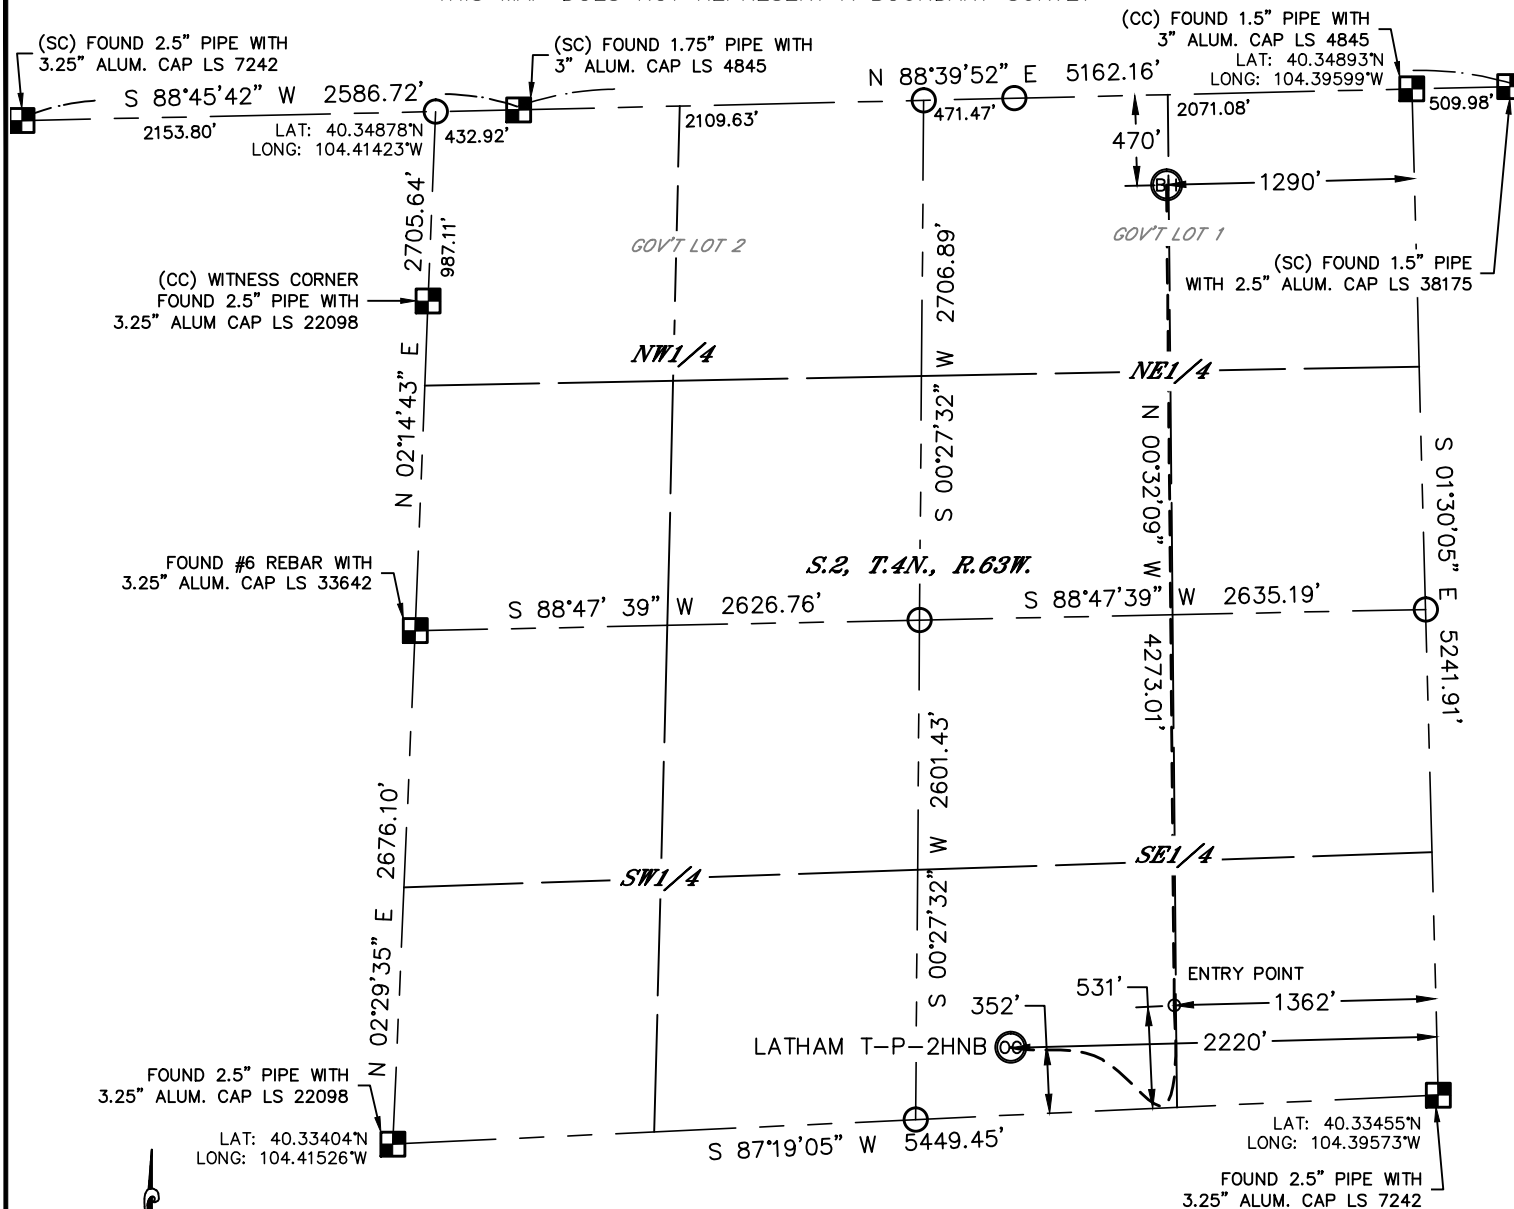 THIS MAP DOES NOT REPRESENT A BOUNDARY SURVEY
(SC) FOUND 2.5" PIPE WITH
3.25" ALUM. CAP LS 7242
(SC) FOUND 1.75" PIPE WITH
3" ALUM. CAP LS 4845
(CC) FOUND 1.5" PIPE WITH
3" ALUM. CAP LS 4845
LAT: 40.34893°N
LONG: 104.39599°W
S 88°45'42" W 2586.72'
N 88°39'52" E 5162.16'
2153.80'
LAT: 40.34878°N
LONG: 104.41423°W
432.92'
2109.63'
471.47'
2071.08'
509.98'
470'
BH
1290'
2705.64'
987.11'
GOV'T LOT 2
GOV'T LOT 1
2706.89'
(SC) FOUND 1.5" PIPE
WITH 2.5" ALUM. CAP LS 38175
(CC) WITNESS CORNER
FOUND 2.5" PIPE WITH
3.25" ALUM CAP LS 22098
NW1/4
NE1/4
N 02°14'43" E
S 00°27'32" W
N 00°32'09" W
4273.01'
S 01°30'05" E 5241.91'
FOUND #6 REBAR WITH
3.25" ALUM. CAP LS 33642
S.2, T.4N., R.63W.
S 88°47' 39" W 2626.76'
S 88°47'39" W 2635.19'
2601.43'
S 00°27'32" W
N 02°29'35" E 2676.10'
SW1/4
SE1/4
ENTRY POINT
531'
1362'
352'
LATHAM T-P-2HNB
2220'
FOUND 2.5" PIPE WITH
3.25" ALUM. CAP LS 22098
LAT: 40.33404°N
LONG: 104.41526°W
S 87°19'05" W 5449.45'
LAT: 40.33455°N
LONG: 104.39573°W
FOUND 2.5" PIPE WITH
3.25" ALUM. CAP LS 7242